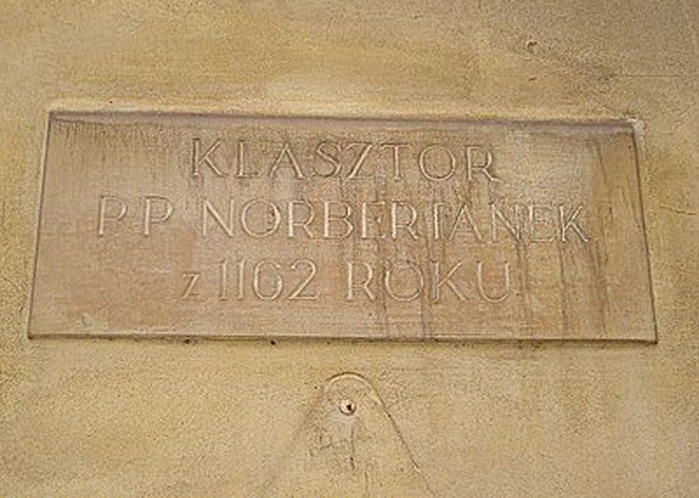 KLASZTOR
P.P. NORBERTANEK
z 1162 ROKU